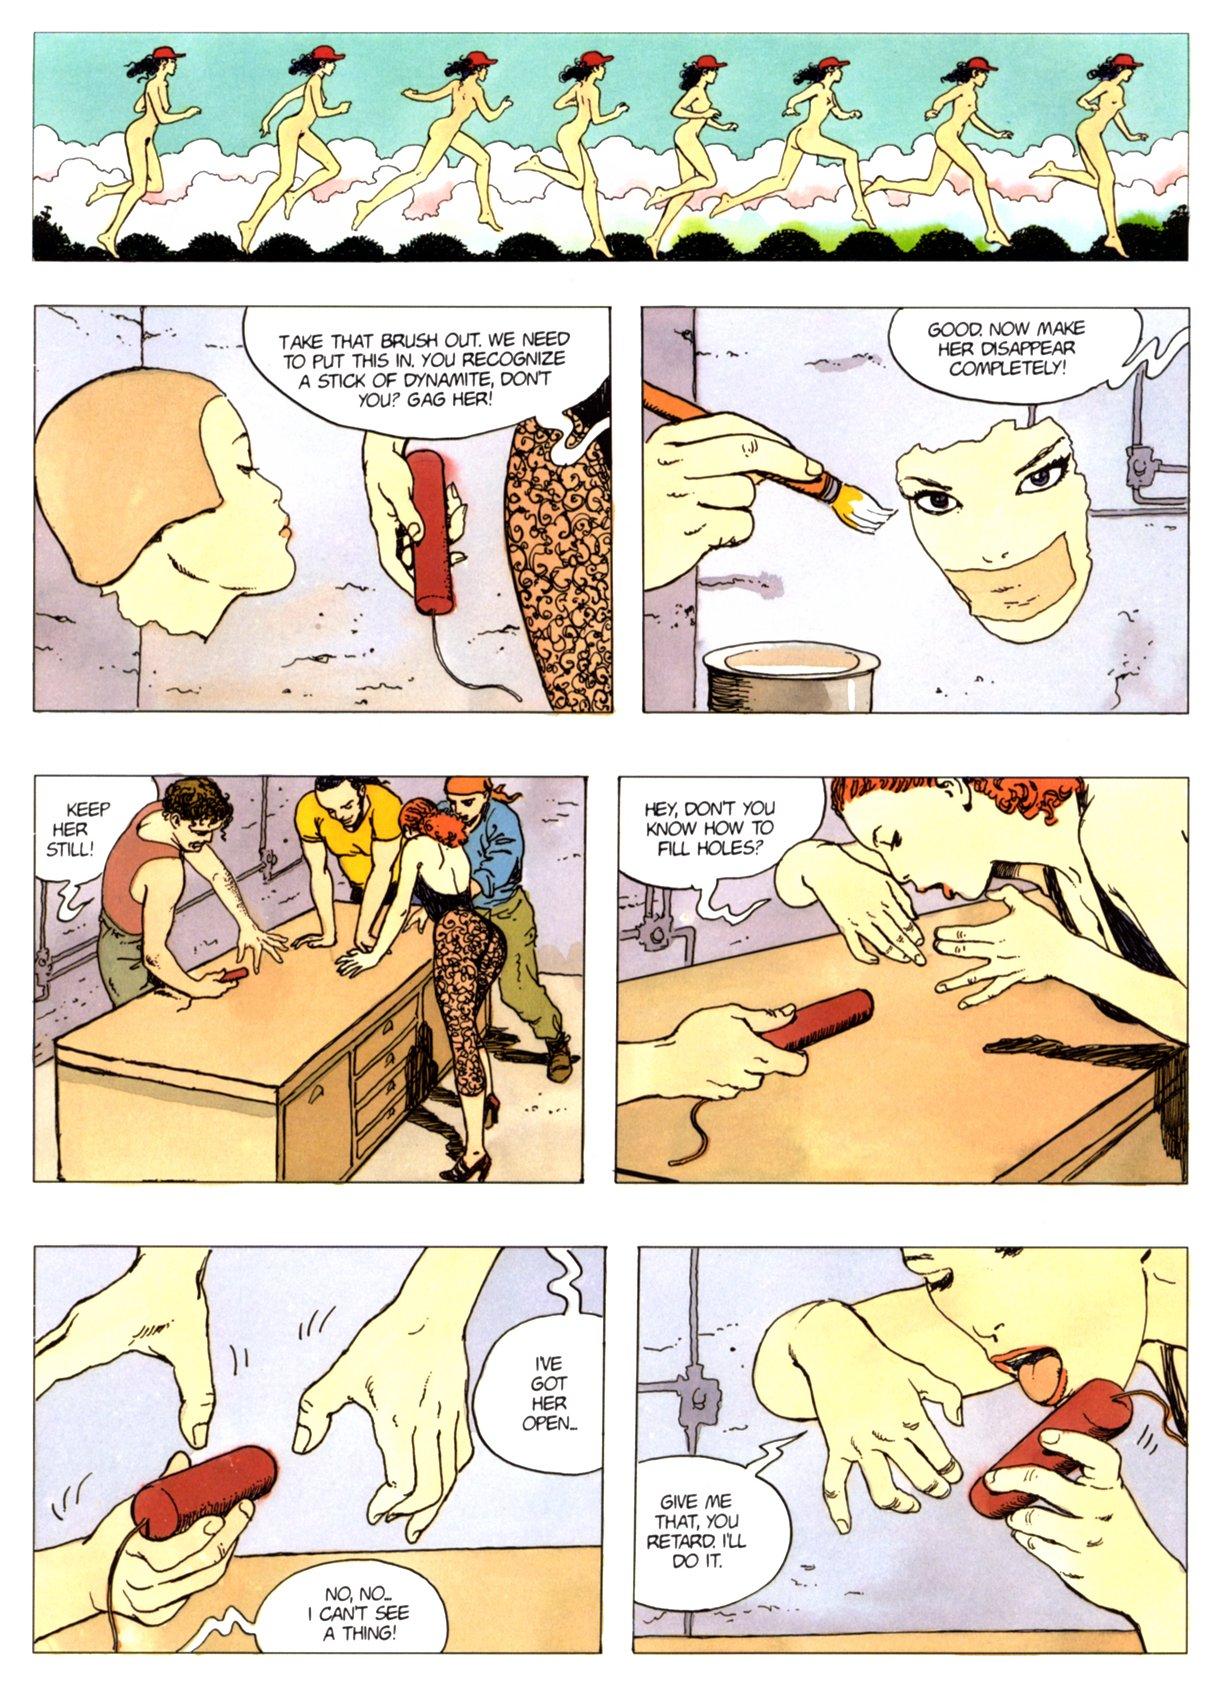 TAKE THAT BRUSH OUT. WE NEED
TO PUT THIS IN. YOU RECOGNIZE
A STICK OF DYNAMITE, DON'T
YOU? GAG HER!
GOOD. NOW MAKE
HER DISAPPEAR
COMPLETELY!
KEEP
HER
STILL!
HEY, DON'T YOU
KNOW HOW TO
FILL HOLES?
I'VE
GOT
HER
OPEN...
NO, NO...
I CAN'T SEE
A THING!
GIVE ME
THAT, YOU
RETARD. I'LL
DO IT.